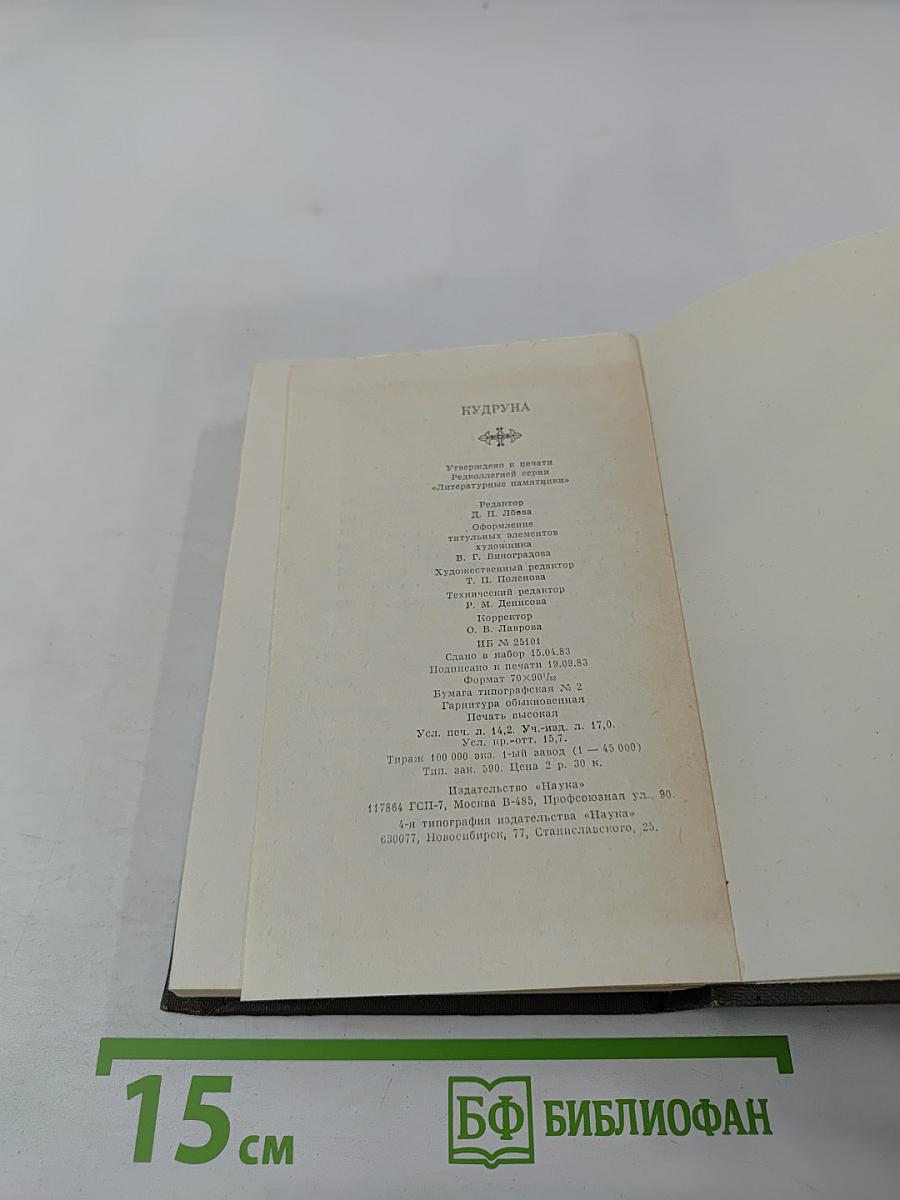 КУДРУНА
Утверждено к печати
Редколлегией серии
«Литературные памятники»
Редактор
Д. П. Лбова
Оформление
титульных элементов
художника
В. Г. Виноградова
Художественный редактор
Т. П. Поленова
Технический редактор
Р. М. Денисова
Корректор
О. В. Лаврова
ИБ № 25101
Сдано в набор 15.04.83
Подписано к печати 19.09.83
Формат 70×90 1/32
Бумага типографская № 2
Гарнитура обыкновенная
Печать высокая
Усл. печ. л. 14,2. Уч.-изд. л. 17,0.
Усл. кр.-отт. 15,7.
Тираж 100 000 экз. 1-ый завод (1 — 45 000)
Тип. зак. 590. Цена 2 р. 30 к.
Издательство «Наука»
117864 ГСП-7, Москва В-485, Профсоюзная ул., 90.
4-я типография издательства «Наука»
630077, Новосибирск, 77, Станиславского, 25.
15 см
БФ БИБЛИОФАН